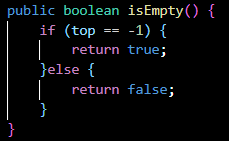 public boolean isEmpty() {
    if (top == -1) {
        return true;
    }else {
        return false;
    }
}